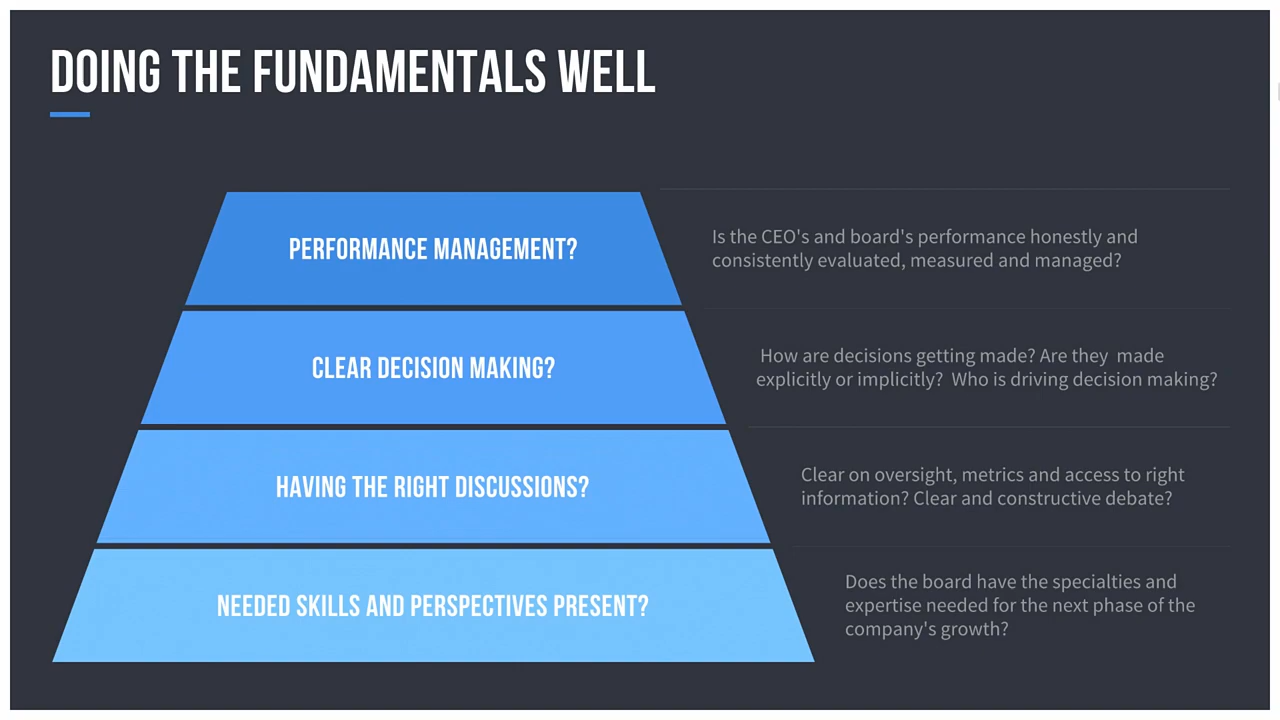 DOING THE FUNDAMENTALS WELL
PERFORMANCE MANAGEMENT?
Is the CEO's and board's performance honestly and
consistently evaluated, measured and managed?
CLEAR DECISION MAKING?
How are decisions getting made? Are they  made
explicitly or implicitly?  Who is driving decision making?
HAVING THE RIGHT DISCUSSIONS?
Clear on oversight, metrics and access to right
information? Clear and constructive debate?
NEEDED SKILLS AND PERSPECTIVES PRESENT?
Does the board have the specialties and
expertise needed for the next phase of the
company's growth?